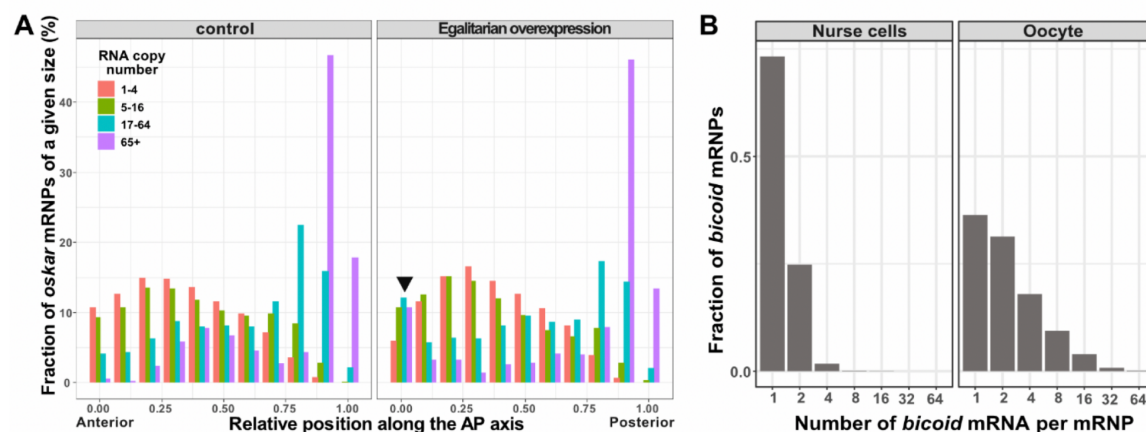 A
Fraction of oskar mRNPs of a given size (%)
control
Egalitarian overexpression
RNA copy
number
1-4
5-16
17-64
65+
40
30
20
10
0
0.00 0.25 0.50 0.75 1.00
0.00 0.25 0.50 0.75 1.00
Anterior Relative position along the AP axis Posterior
B
Fraction of bicoid mRNPs
Nurse cells
Oocyte
0.5
0.0
1 2 4 8 16 32 64
1 2 4 8 16 32 64
Number of bicoid mRNA per mRNP